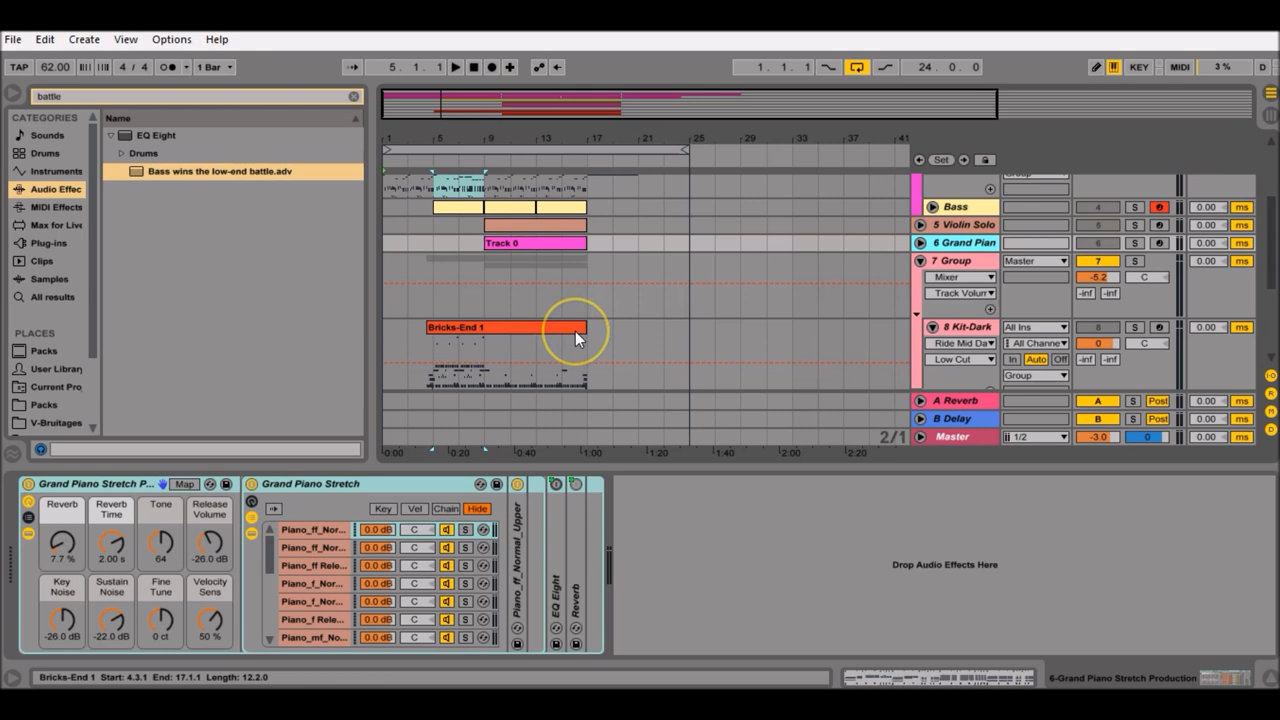 File Edit Create View Options Help
TAP 62.00 4 / 4 1 Bar 5. 1. 1 1. 1. 1 24. 0. 0 KEY MIDI 3 % D
battle
CATEGORIES Name
Sounds EQ Eight
Drums Drums
Instruments Bass wins the low-end battle.adv
Audio Effec
MIDI Effects
Max for Live
Plug-ins
Clips
Samples
All results
PLACES
Packs
User Library
Current Pro
Packs
V-Bruitages
1 5 9 13 17 21 25 29 33 37 41
Set
Bass 4 S 0.00 ms
5 Violin Solo 5 S 0.00 ms
Track 0 6 Grand Pian 6 S 0.00 ms
7 Group Master 7 S 0.00 ms
Mixer -5.2 C
Track Volum -inf -inf
Bricks-End 1 8 Kit-Dark All Ins 8 S 0.00 ms
Ride Mid Da All Channe 0 C
Low Cut In Auto Off -inf -inf
Group
A Reverb A S Post 0.00 ms
B Delay B S Post 0.00 ms
2/1 Master 1/2 -3.0 0 0.00 ms
0:00 0:20 0:40 1:00 1:20 1:40 2:00 2:20
Grand Piano Stretch P... Map Grand Piano Stretch
Reverb Reverb Time Tone Release Volume
7.7 % 2.00 s 64 -26.0 dB
Key Noise Sustain Noise Fine Tune Velocity Sens
-26.0 dB -22.0 dB 0 ct 50 %
Key Vel Chain Hide
Piano_ff_Nor... 0.0 dB C S
Piano_ff_Nor... 0.0 dB C S
Piano_ff Rele... 0.0 dB C S
Piano_f_Nor... 0.0 dB C S
Piano_f_Nor... 0.0 dB C S
Piano_f Rele... 0.0 dB C S
Piano_mf_No... 0.0 dB C S
Piano_ff_Normal_Upper
EQ Eight
Reverb
Drop Audio Effects Here
Bricks-End 1 Start: 4.3.1 End: 17.1.1 Length: 12.2.0
6-Grand Piano Stretch Production